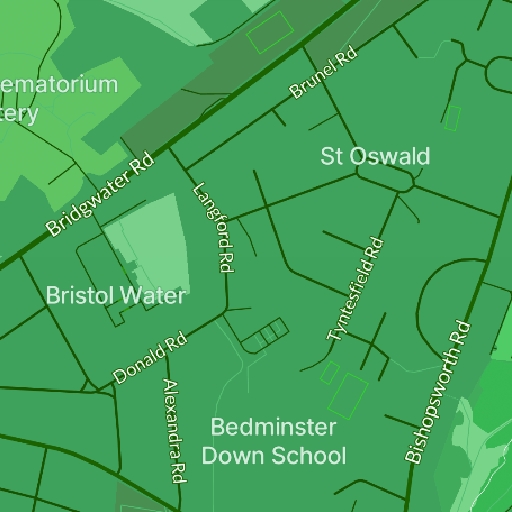 Brunel Rd
ematorium
tery
St Oswald
Bridgwater Rd
Langford Rd
Tyntesfield Rd
Bristol Water
Donald Rd
Bishopsworth Rd
Alexandra Rd
Bedminster
Down School